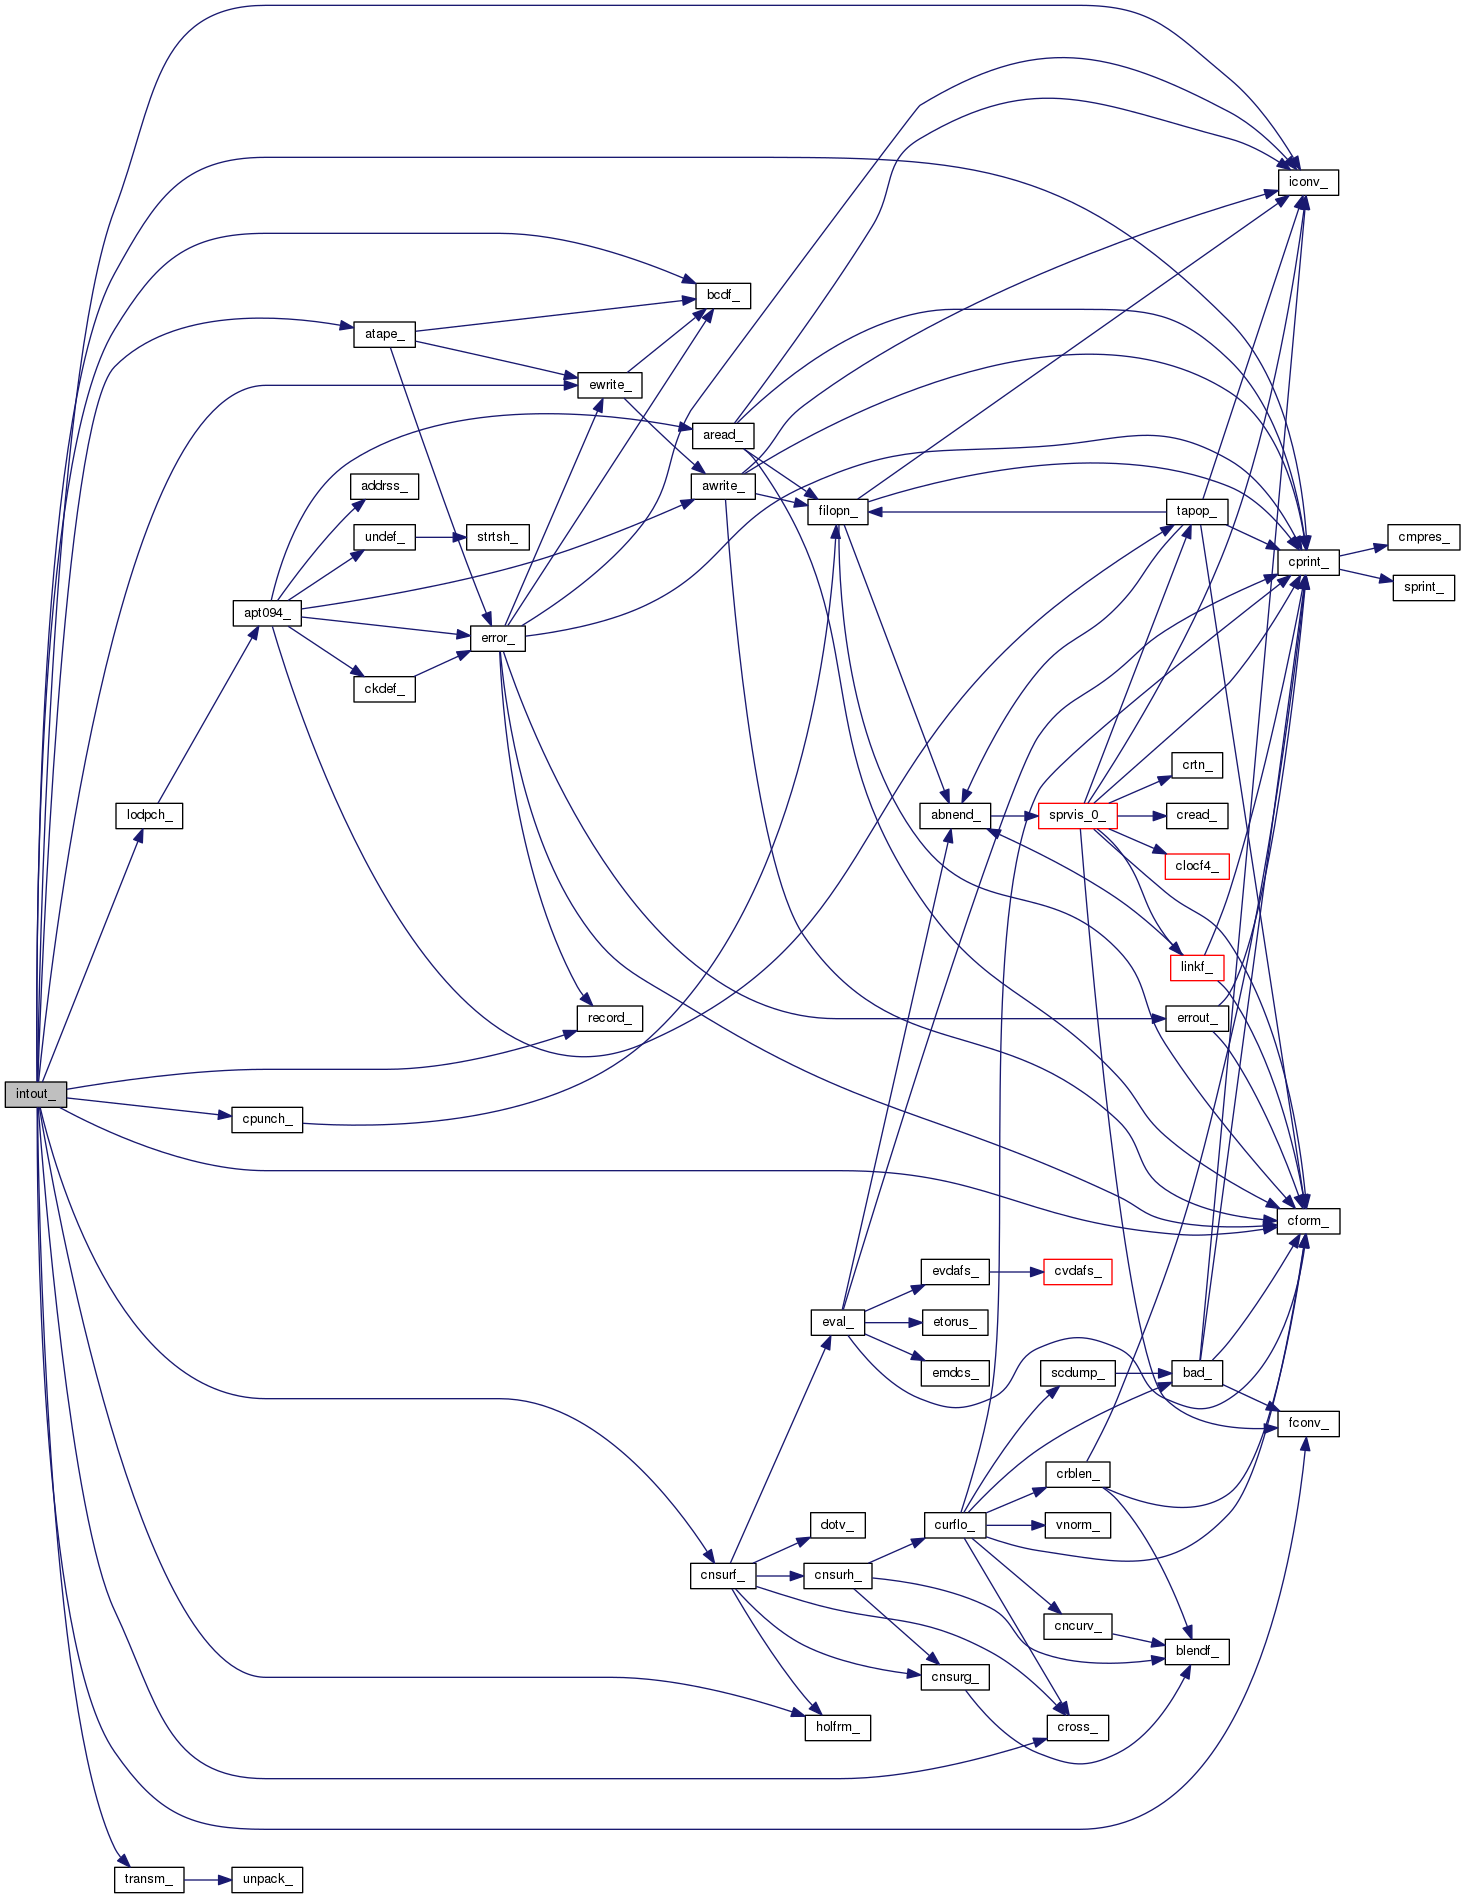 iconv_
bcdf_
atape_
ewrite_
aread_
addrss_
awrite_
filopn_
tapop_
undef_
strtsh_
cmpres_
cprint_
sprint_
apt094_
error_
ckdef_
crtn_
lodpch_
abnend_
sprvis_0_
cread_
clocf4_
linkf_
record_
errout_
intout_
cpunch_
cform_
evdafs_
cvdafs_
eval_
etorus_
emdcs_
scdump_
bad_
fconv_
crblen_
dotv_
curflo_
vnorm_
cnsurf_
cnsurh_
cncurv_
blendf_
cnsurg_
holfrm_
cross_
transm_
unpack_